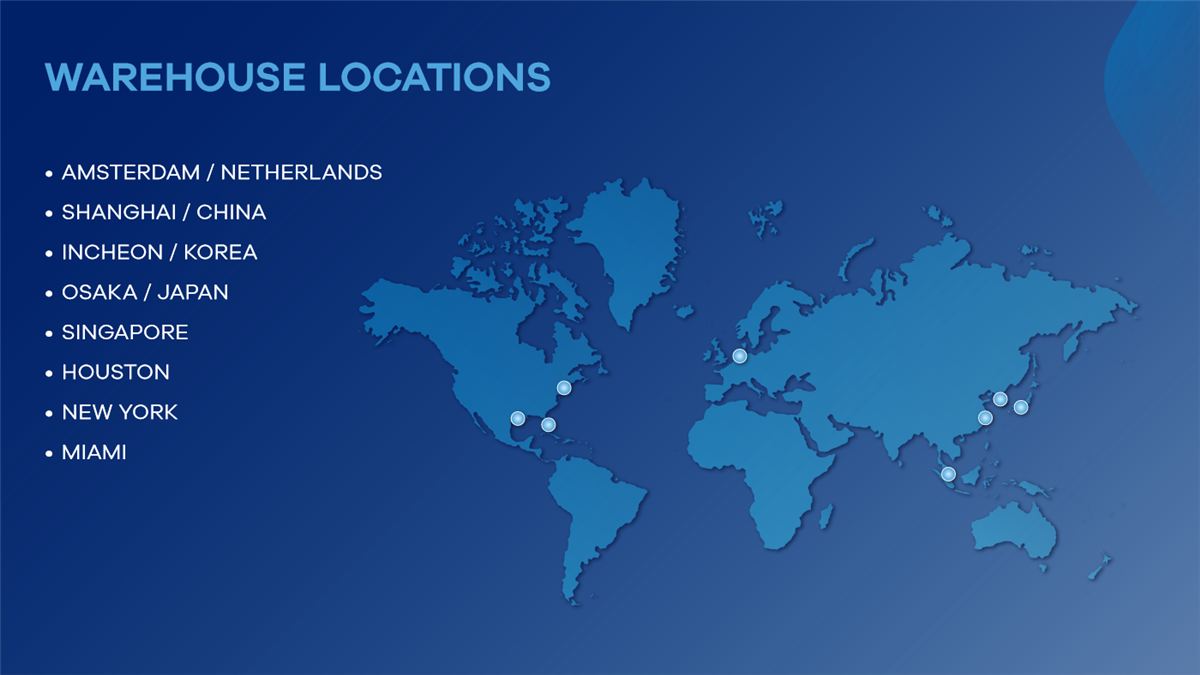 WAREHOUSE LOCATIONS
• AMSTERDAM / NETHERLANDS
• SHANGHAI / CHINA
• INCHEON / KOREA
• OSAKA / JAPAN
• SINGAPORE
• HOUSTON
• NEW YORK
• MIAMI